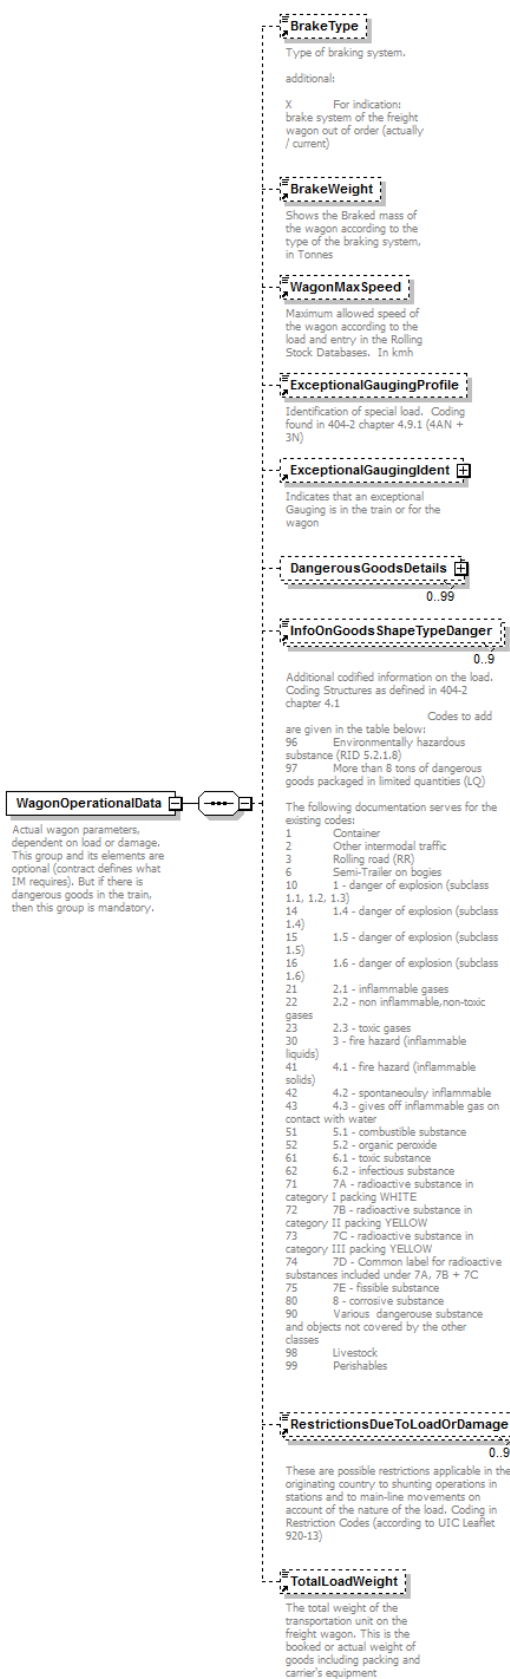 BrakeType
Type of braking system.
additional:
X For indication:
brake system of the freight
wagon out of order (actually
/ current)
BrakeWeight
Shows the Braked mass of
the wagon according to the
type of the braking system,
in Tonnes
WagonMaxSpeed
Maximum allowed speed of
the wagon according to the
load and entry in the Rolling
Stock Databases. In kmh
ExceptionalGaugingProfile
Identification of special load. Coding
found in 404-2 chapter 4.9.1 (4AN +
3N)
ExceptionalGaugingIdent
Indicates that an exceptional
Gauging is in the train or for the
wagon
DangerousGoodsDetails
0..99
InfoOnGoodsShapeTypeDanger
0..9
Additional codified information on the load.
Coding Structures as defined in 404-2
chapter 4.1
Codes to add
are given in the table below:
96 Environmentally hazardous
substance (RID 5.2.1.8)
97 More than 8 tons of dangerous
goods packaged in limited quantities (LQ)
The following documentation serves for the
existing codes:
1 Container
2 Other intermodal traffic
3 Rolling road (RR)
6 Semi-Trailer on bogies
10 1 - danger of explosion (subclass
1.1, 1.2, 1.3)
14 1.4 - danger of explosion (subclass
1.4)
15 1.5 - danger of explosion (subclass
1.5)
16 1.6 - danger of explosion (subclass
1.6)
21 2.1 - inflammable gases
22 2.2 - non inflammable,non-toxic
gases
23 2.3 - toxic gases
30 3 - fire hazard (inflammable
liquids)
41 4.1 - fire hazard (inflammable
solids)
42 4.2 - spontaneoulsy inflammable
43 4.3 - gives off inflammable gas on
contact with water
51 5.1 - combustible substance
52 5.2 - organic peroxide
61 6.1 - toxic substance
62 6.2 - infectious substance
71 7A - radioactive substance in
category I packing WHITE
72 7B - radioactive substance in
category II packing YELLOW
73 7C - radioactive substance in
category III packing YELLOW
74 7D - Common label for radioactive
substances included under 7A, 7B + 7C
75 7E - fissible substance
80 8 - corrosive substance
90 Various dangerouse substance
and objects not covered by the other
classes
98 Livestock
99 Perishables
WagonOperationalData
Actual wagon parameters,
dependent on load or damage.
This group and its elements are
optional (contract defines what
IM requires). But if there is
dangerous goods in the train,
then this group is mandatory.
RestrictionsDueToLoadOrDamage
0..9
These are possible restrictions applicable in the
originating country to shunting operations in
stations and to main-line movements on
account of the nature of the load. Coding in
Restriction Codes (according to UIC Leaflet
920-13)
TotalLoadWeight
The total weight of the
transportation unit on the
freight wagon. This is the
booked or actual weight of
goods including packing and
carrier's equipment